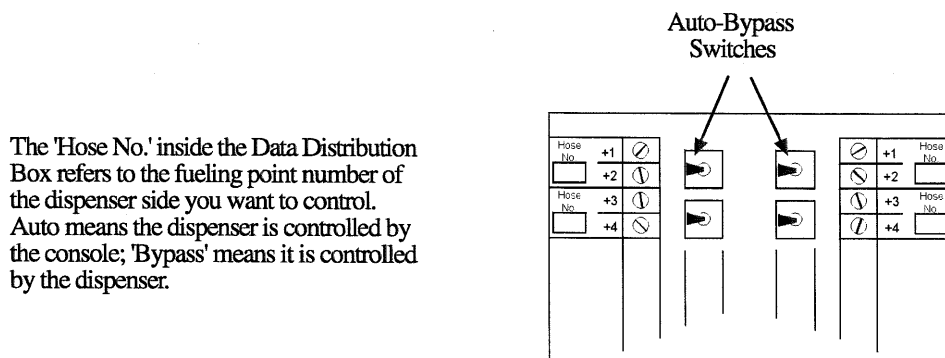 Auto-Bypass
Switches
The 'Hose No.' inside the Data Distribution
Box refers to the fueling point number of
the dispenser side you want to control.
Auto means the dispenser is controlled by
the console; 'Bypass' means it is controlled
by the dispenser.
Hose
No.
+1
+2
Hose
No.
+3
+4
+1
Hose
No.
+2
+3
Hose
No.
+4